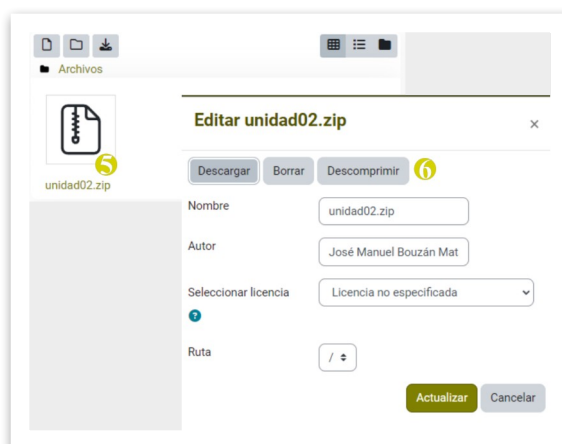 Archivos
5
unidad02.zip
Editar unidad02.zip
×
Descargar Borrar Descomprimir 6
Nombre unidad02.zip
Autor José Manuel Bouzán Mat
Seleccionar licencia Licencia no especificada
?
Ruta /
Actualizar Cancelar